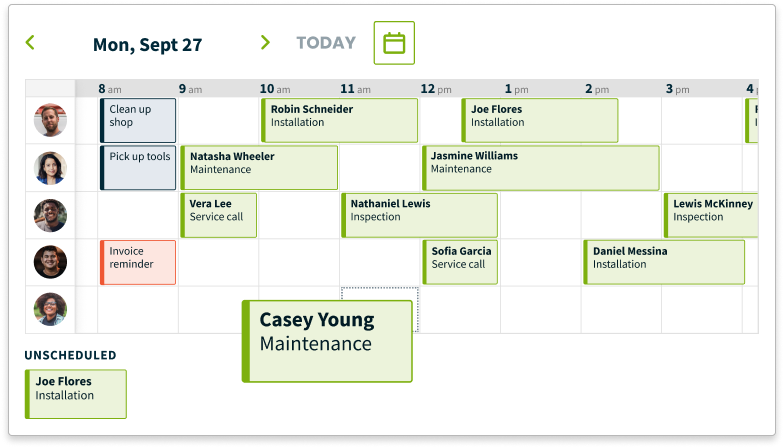 Mon, Sept 27
TODAY
8 am 9 am 10 am 11 am 12 pm 1 pm 2 pm 3 pm 4
Clean up
shop
Robin Schneider
Installation
Joe Flores
Installation
Pick up tools
Natasha Wheeler
Maintenance
Jasmine Williams
Maintenance
Vera Lee
Service call
Nathaniel Lewis
Inspection
Lewis McKinney
Inspection
Invoice
reminder
Sofia Garcia
Service call
Daniel Messina
Installation
Casey Young
Maintenance
UNSCHEDULED
Joe Flores
Installation